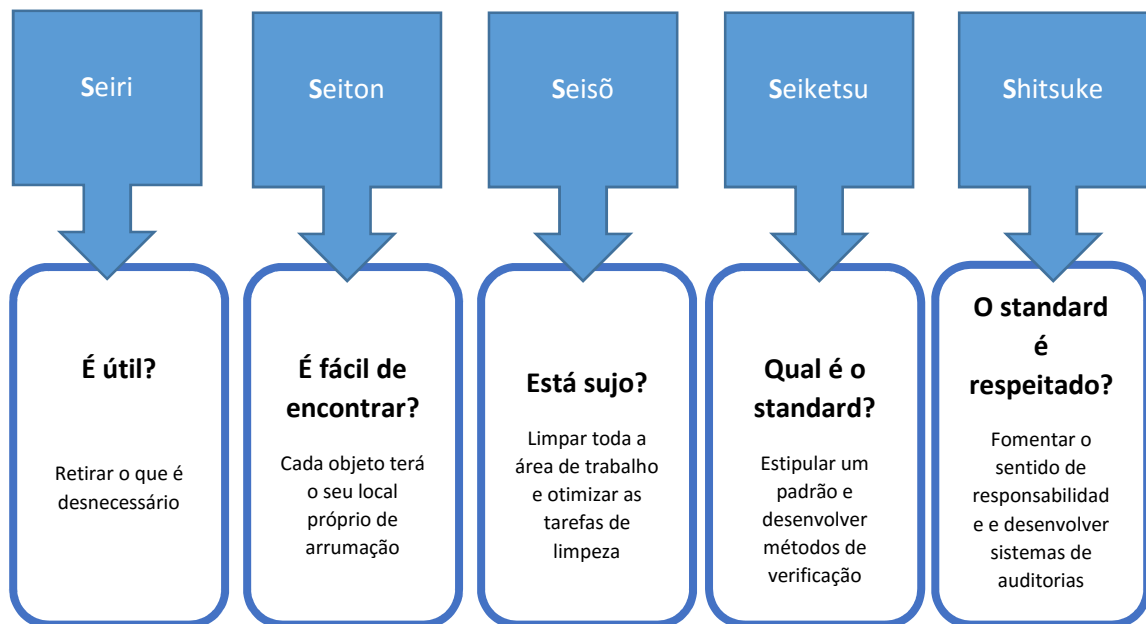 Seiri
Seiton
Seisõ
Seiketsu
Shitsuke
É útil?
Retirar o que é
desnecessário
É fácil de
encontrar?
Cada objeto terá
o seu local
próprio de
arrumação
Está sujo?
Limpar toda a
área de trabalho
e otimizar as
tarefas de
limpeza
Qual é o
standard?
Estipular um
padrão e
desenvolver
métodos de
verificação
O standard
é
respeitado?
Fomentar o
sentido de
responsabilidad
e e desenvolver
sistemas de
auditorias